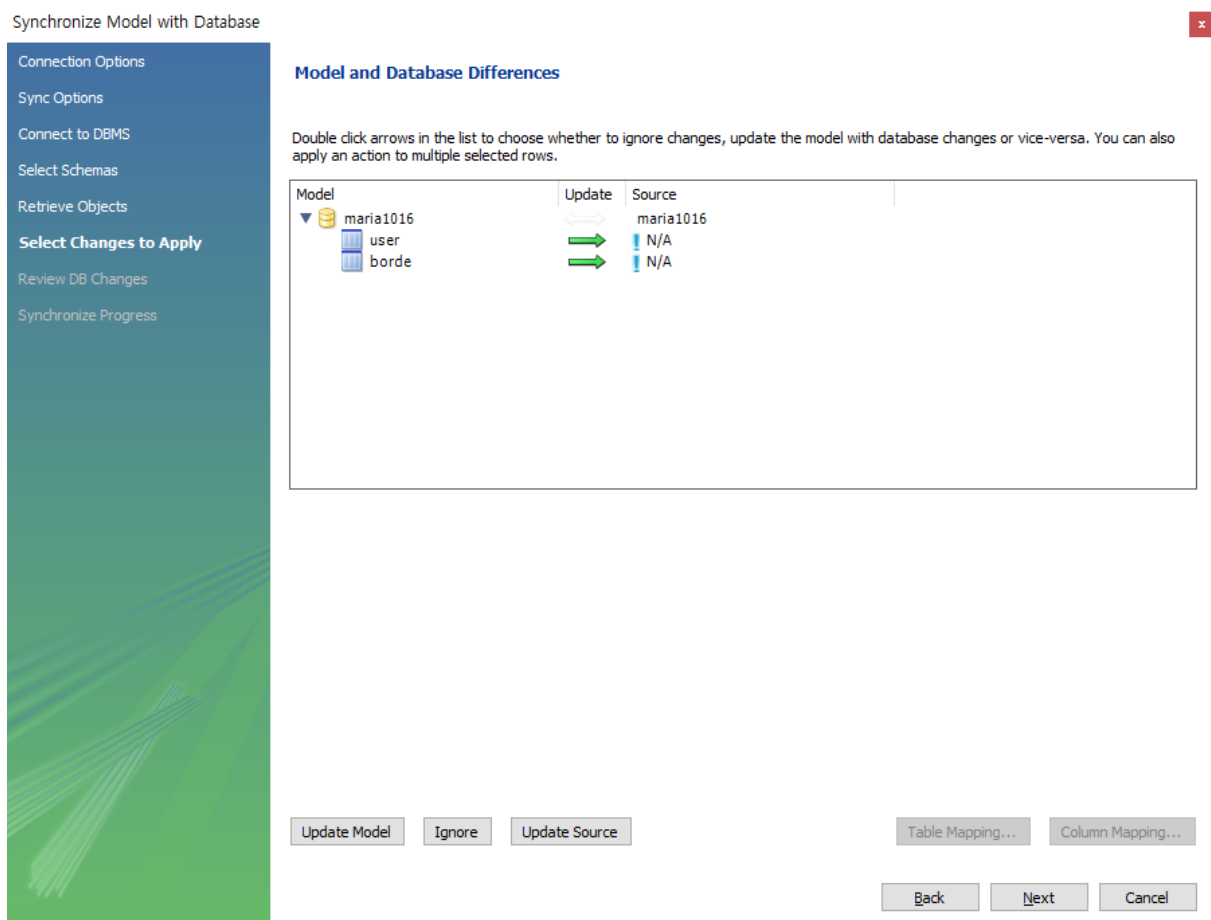 Synchronize Model with Database
x
Connection Options
Sync Options
Connect to DBMS
Select Schemas
Retrieve Objects
Select Changes to Apply
Review DB Changes
Synchronize Progress
Model and Database Differences
Double click arrows in the list to choose whether to ignore changes, update the model with database changes or vice-versa. You can also
apply an action to multiple selected rows.
Model Update Source
maria1016 maria1016
user N/A
borde N/A
Update Model Ignore Update Source Table Mapping... Column Mapping...
Back Next Cancel